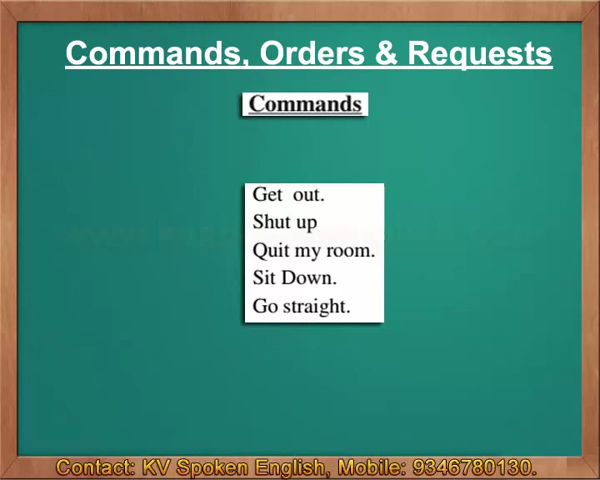 Commands, Orders & Requests
Commands
Get out.
Shut up
Quit my room.
Sit Down.
Go straight.
Contact: KV Spoken English, Mobile: 9346780130.